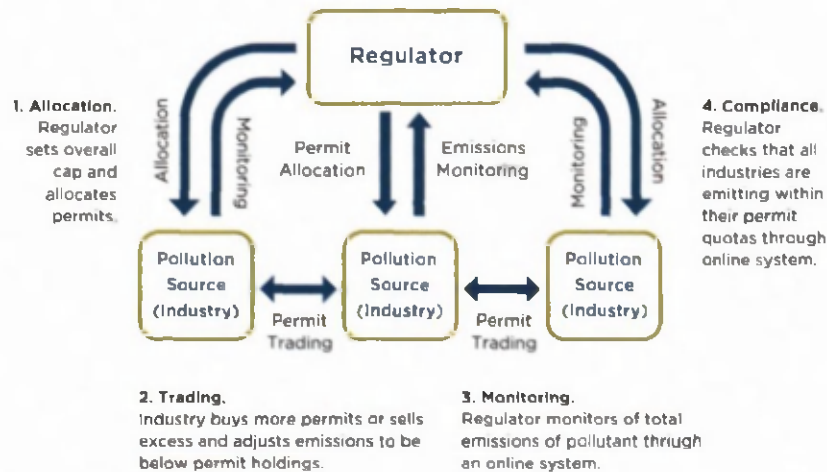 Regulator
1. Allocation.
Regulator
sets overall
cap and
allocates
permits.
Allocation
Monitoring
Permit
Allocation
Emissions
Monitoring
Monitoring
Allocation
4. Compliance.
Regulator
checks that all
industries are
emitting within
their permit
quotas through
online system.
Pollution
Source
(Industry)
Permit
Trading
Pollution
Source
(Industry)
Permit
Trading
Pollution
Source
(Industry)
2. Trading.
Industry buys more permits or sells
excess and adjusts emissions to be
below permit holdings.
3. Monitoring.
Regulator monitors of total
emissions of pollutant through
an online system.